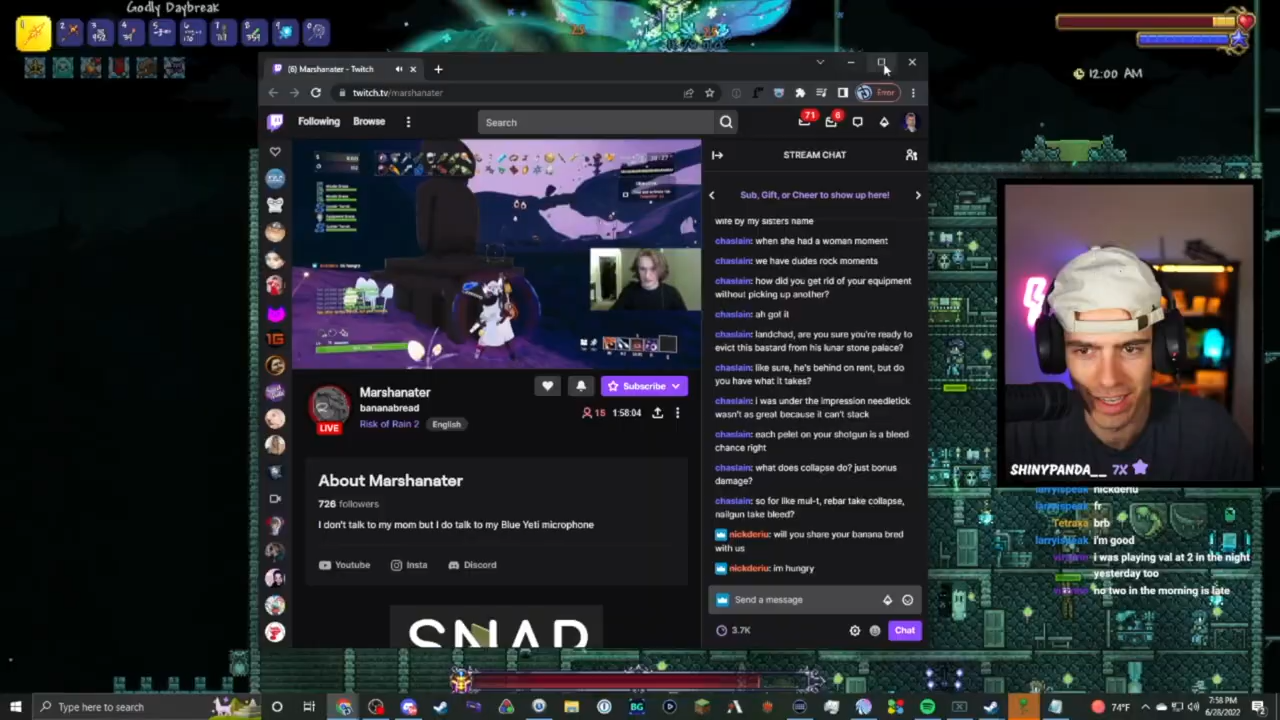 Godly Daybreak
12:00 AM
(6) Marshanater - Twitch
twitch.tv/marshanater
Error
Following
Browse
Search
71
6
STREAM CHAT
Sub, Gift, or Cheer to show up here!
wife by my sisters name
chaslain: when she had a woman moment
chaslain: we have dudes rock moments
chaslain: how did you get rid of your equipment
without picking up another?
chaslain: ah got it
chaslain: landchad, are you sure you're ready to
evict this bastard from his lunar stone palace?
chaslain: like sure, he's behind on rent, but do
you have what it takes?
chaslain: i was under the impression needletick
wasn't as great because it can't stack
chaslain: each pelet on your shotgun is a bleed
chance right
chaslain: what does collapse do? just bonus
damage?
chaslain: so for like mul-t, rebar take collapse,
nailgun take bleed?
nickderiu: will you share your banana bred
with us
nickderiu: im hungry
Send a message
3.7K
Chat
Marshanater
bananabread
Risk of Rain 2
English
LIVE
Subscribe
15
1:58:04
About Marshanater
726 followers
I don't talk to my mom but I do talk to my Blue Yeti microphone
Youtube
Insta
Discord
SNAP
SHINYPANDA__ 7X
larryispeak nickderiu
larryispeak fr
Tetraxa brb
larryispeak i'm good
i was playing val at 2 in the night
yesterday too
no two in the morning is late
Type here to search
BG
74°F
7:58 PM
6/28/2022
2